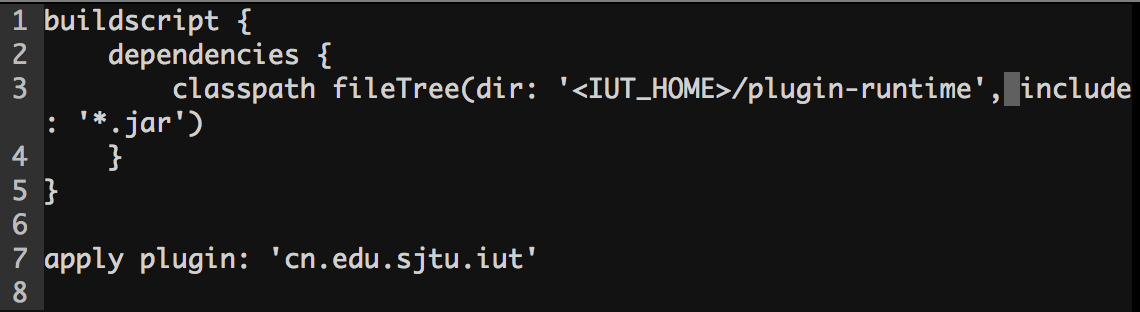 1 buildscript {
2     dependencies {
3         classpath fileTree(dir: '<IUT_HOME>/plugin-runtime', include
: '*.jar')
4     }
5 }
6
7 apply plugin: 'cn.edu.sjtu.iut'
8